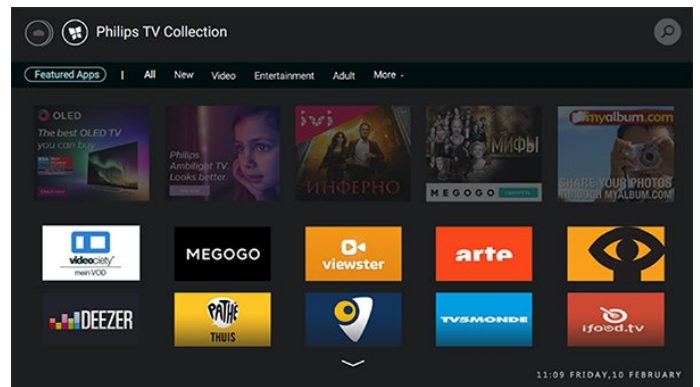 Philips TV Collection
Featured Apps | All New Video Entertainment Adult More
OLED
The best OLED TV
you can buy
Philips
Ambilight TV.
Looks better.
ivi
ИНФЕРНО
МИФЫ
MEGOGO
myalbum.com
SHARE YOUR PHOTOS
THROUGH MYALBUM.COM
videociety
mein VOD
MEGOGO
viewster
arte
DEEZER
PATHÉ
THUIS
TV5MONDE
ifood.tv
11:09 FRIDAY,10 FEBRUARY